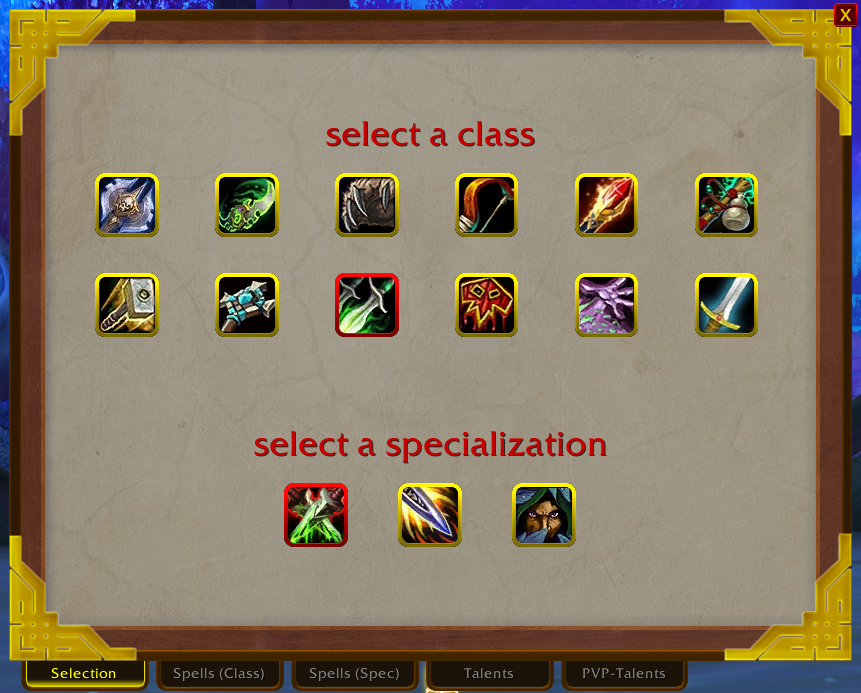 X
select a class
select a specialization
Selection
Spells (Class)
Spells (Spec)
Talents
PVP-Talents